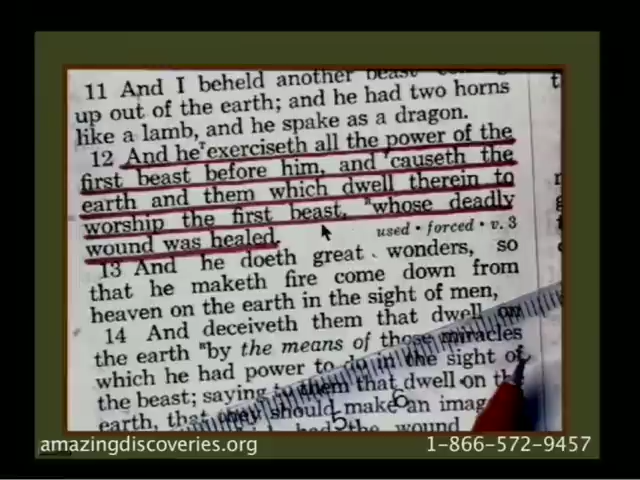 11 And I beheld another beast
up out of the earth; and he had two horns
like a lamb, and he spake as a dragon.
12 And he rexerciseth all the power of the
first beast before him, and causeth the
earth and them which dwell therein to
worship the first beast, whose deadly
wound was healed.
used • forced • v. 3
13 And he doeth great wonders, so
that he maketh fire come down from
heaven on the earth in the sight of men,
14 And deceiveth them that dwell on
the earth by the means of those miracles
which he had power to do in the sight of
the beast; saying to them that dwell on the
earth, that they should make an
5 6
the wound
amazingdiscoveries.org
1-866-572-9457